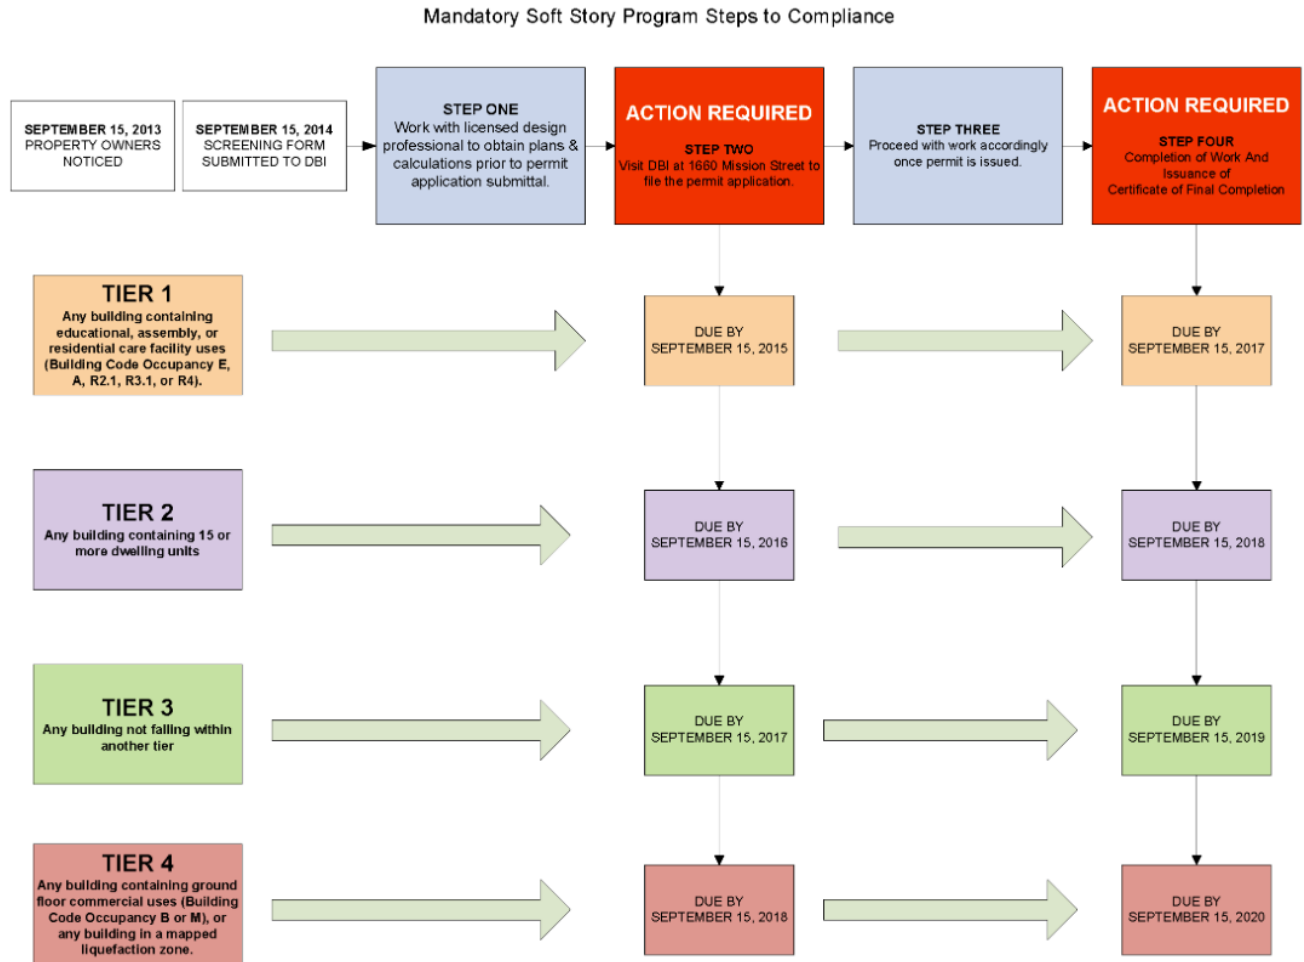 Mandatory Soft Story Program Steps to Compliance
SEPTEMBER 15, 2013
PROPERTY OWNERS
NOTICED
SEPTEMBER 15, 2014
SCREENING FORM
SUBMITTED TO DBI
STEP ONE
Work with licensed design
professional to obtain plans &
calculations prior to permit
application submittal.
ACTION REQUIRED
STEP TWO
Visit DBI at 1660 Mission Street to
file the permit application.
STEP THREE
Proceed with work accordingly
once permit is issued.
ACTION REQUIRED
STEP FOUR
Completion of Work And
Issuance of
Certificate of Final Completion
TIER 1
Any building containing
educational, assembly, or
residential care facility uses
(Building Code Occupancy E,
A, R2.1, R3.1, or R4).
DUE BY
SEPTEMBER 15, 2015
DUE BY
SEPTEMBER 15, 2017
TIER 2
Any building containing 15 or
more dwelling units
DUE BY
SEPTEMBER 15, 2016
DUE BY
SEPTEMBER 15, 2018
TIER 3
Any building not falling within
another tier
DUE BY
SEPTEMBER 15, 2017
DUE BY
SEPTEMBER 15, 2019
TIER 4
Any building containing ground
floor commercial uses (Building
Code Occupancy B or M), or
any building in a mapped
liquefaction zone.
DUE BY
SEPTEMBER 15, 2018
DUE BY
SEPTEMBER 15, 2020